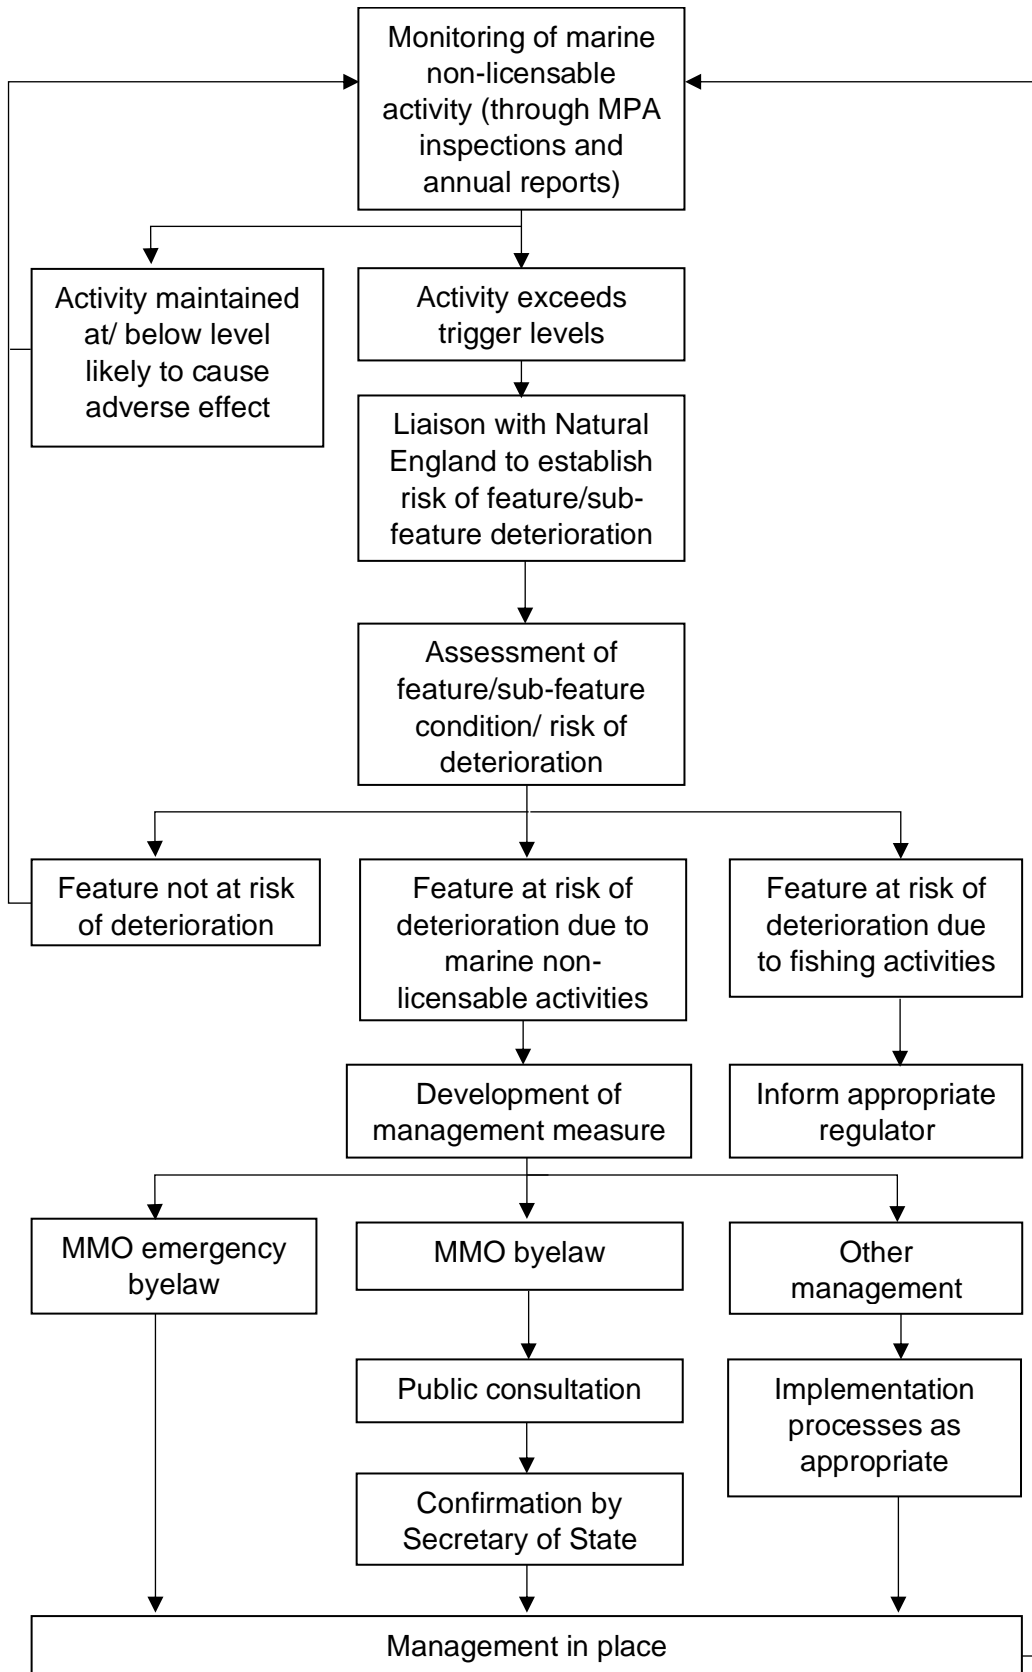 Monitoring of marine
non-licensable
activity (through MPA
inspections and
annual reports)
Activity maintained
at/ below level
likely to cause
adverse effect
Activity exceeds
trigger levels
Liaison with Natural
England to establish
risk of feature/sub-
feature deterioration
Assessment of
feature/sub-feature
condition/ risk of
deterioration
Feature not at risk
of deterioration
Feature at risk of
deterioration due to
marine non-
licensable activities
Feature at risk of
deterioration due
to fishing activities
Development of
management measure
Inform appropriate
regulator
MMO emergency
byelaw
MMO byelaw
Other
management
Public consultation
Implementation
processes as
appropriate
Confirmation by
Secretary of State
Management in place